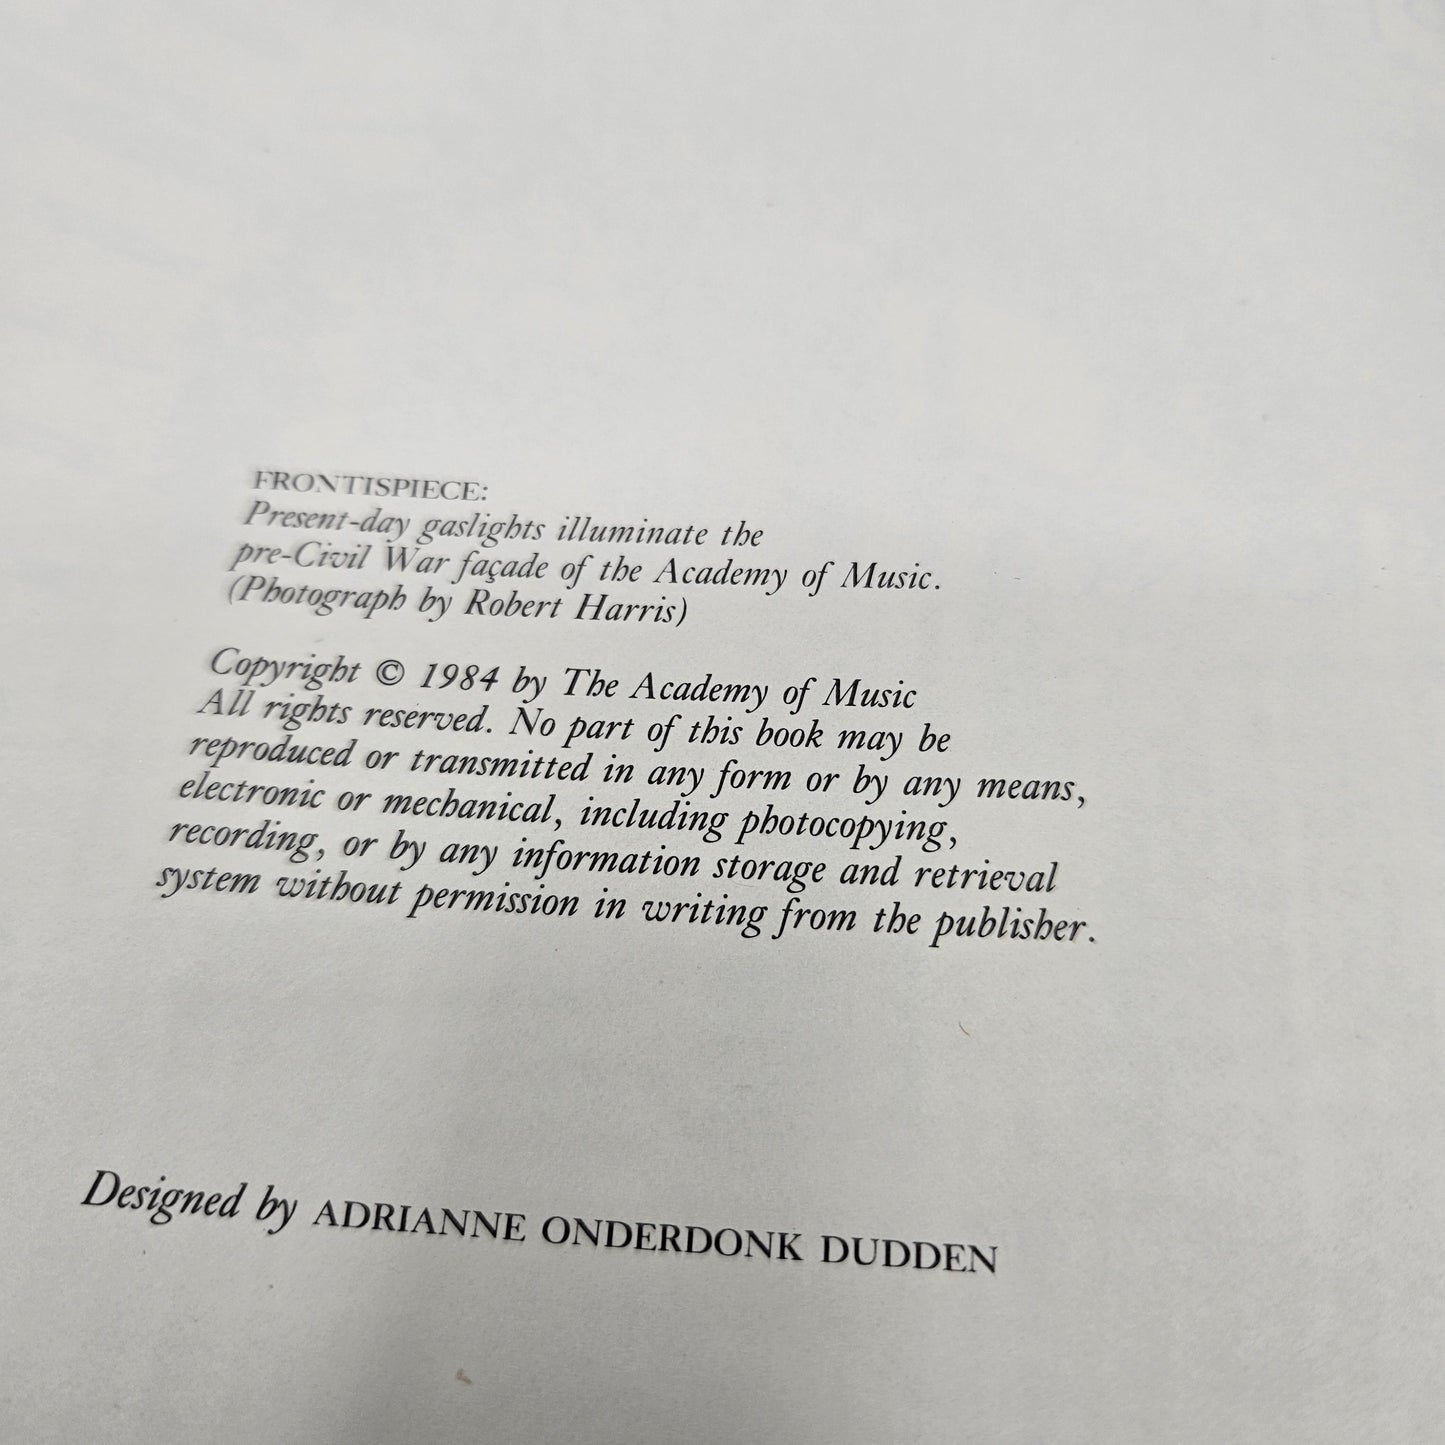 FRONTISPIECE:
Present-day gaslights illuminate the
pre-Civil War façade of the Academy of Music.
(Photograph by Robert Harris)
Copyright © 1984 by The Academy of Music
All rights reserved. No part of this book may be
reproduced or transmitted in any form or by any means,
electronic or mechanical, including photocopying,
recording, or by any information storage and retrieval
system without permission in writing from the publisher.
Designed by ADRIANNE ONDERDONK DUDDEN